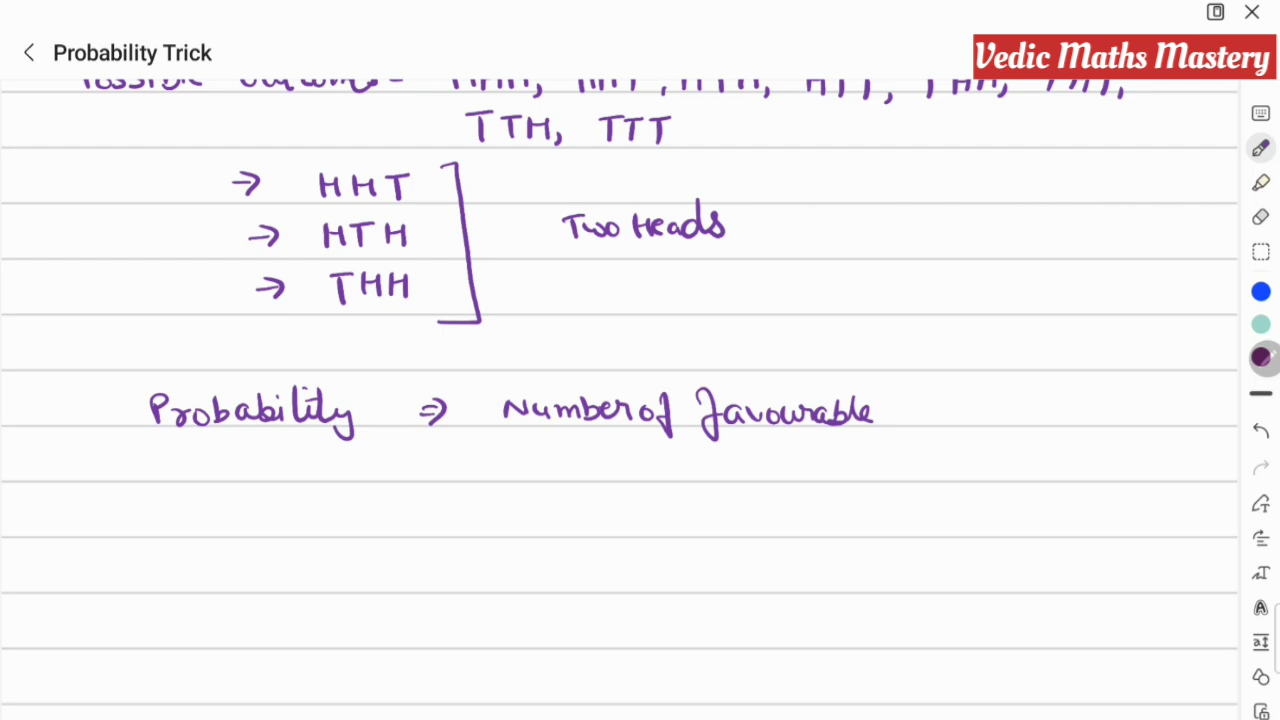 Probability Trick
Vedic Maths Mastery
TTH, TTT
→ HHT
→ HTH
→ THH
Two Heads
Probability ⇒ Number of favourable